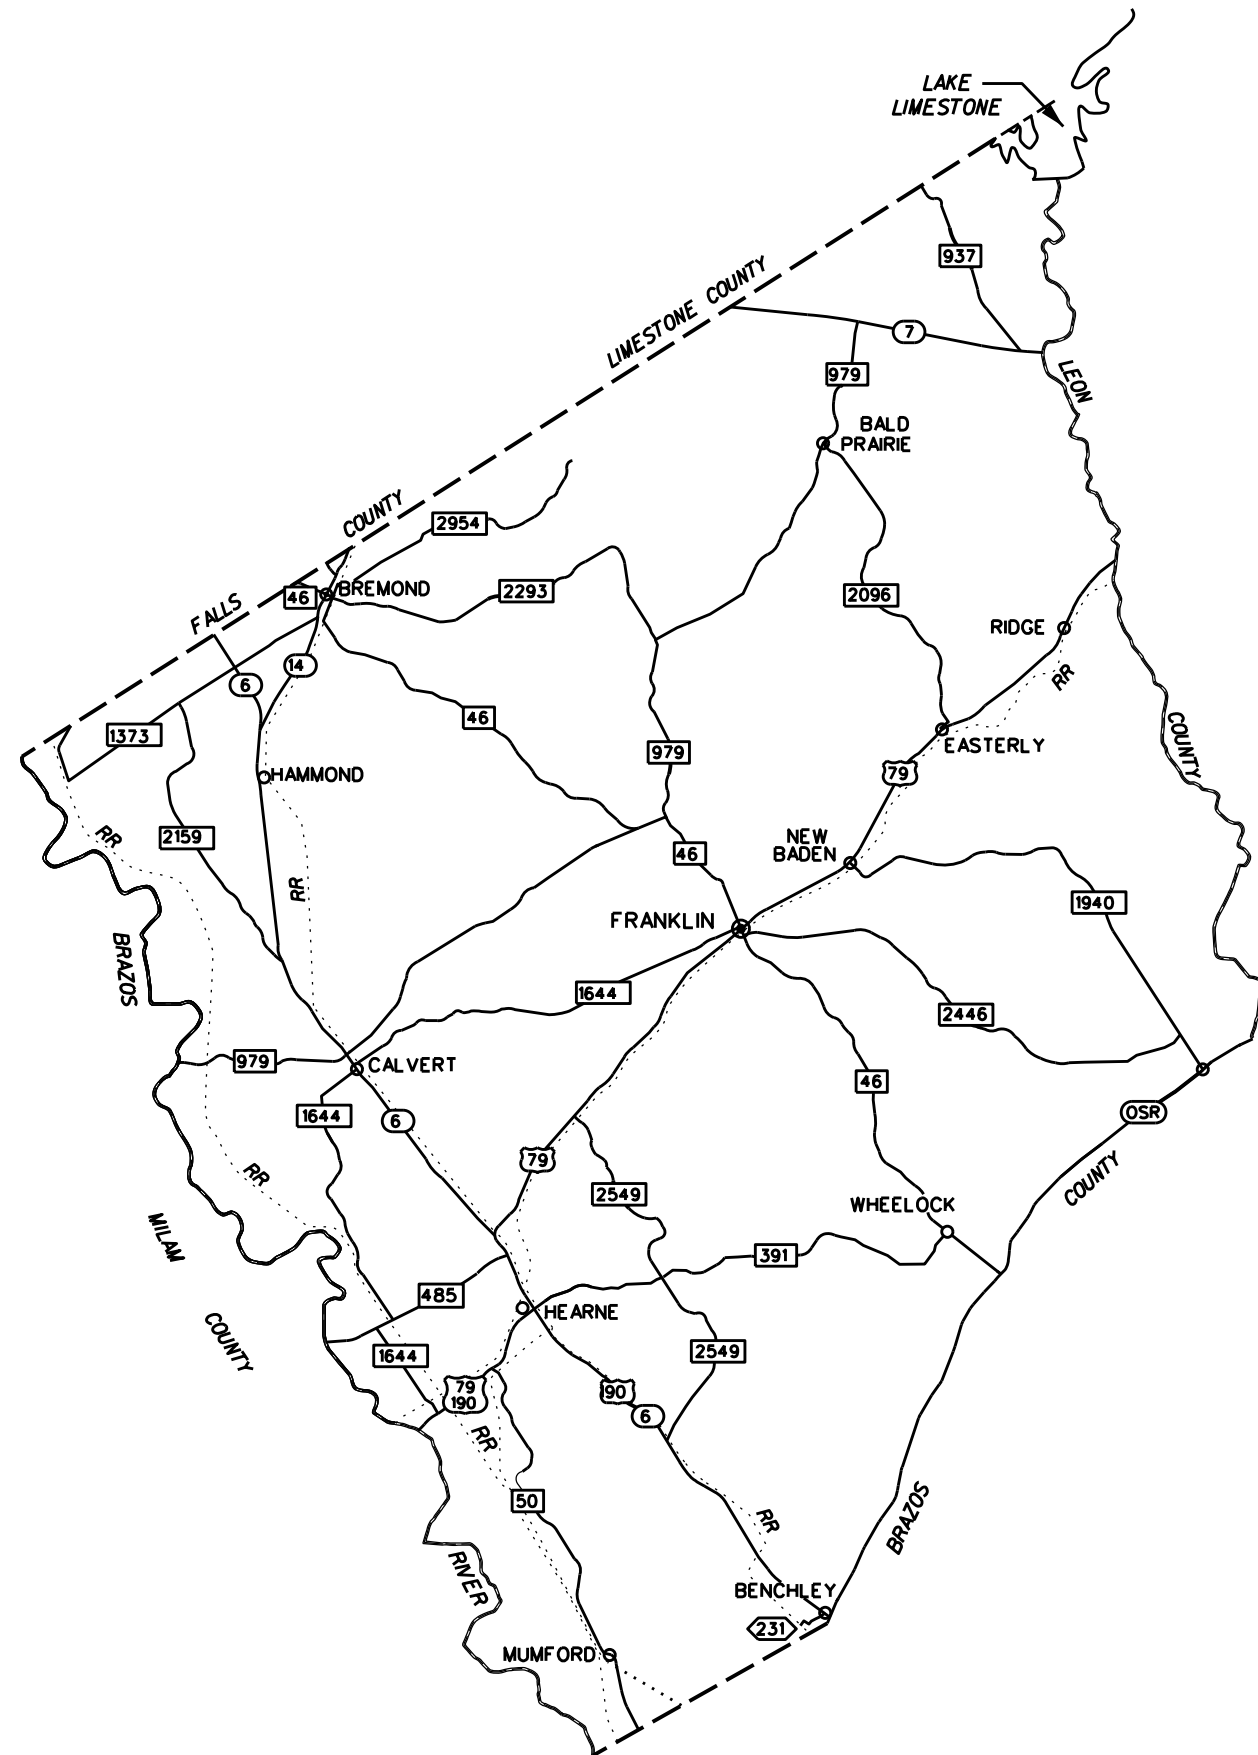 LAKE
LIMESTONE
937
LIMESTONE COUNTY
7
LEON
979
BALD
PRAIRIE
COUNTY
2954
BREMOND
46
2293
2096
FALLS
RIDGE
14
RR
6
46
1373
979
EASTERLY
COUNTY
HAMMOND
79
RR
2159
NEW
BADEN
46
RR
1940
FRANKLIN
BRAZOS
1644
2446
979
CALVERT
46
1644
6
OSR
79
RR
2549
COUNTY
WHEELOCK
MILAM
391
485
HEARNE
COUNTY
1644
2549
79
190
90
6
RR
50
RR
BRAZOS
RIVER
BENCHLEY
231
MUMFORD